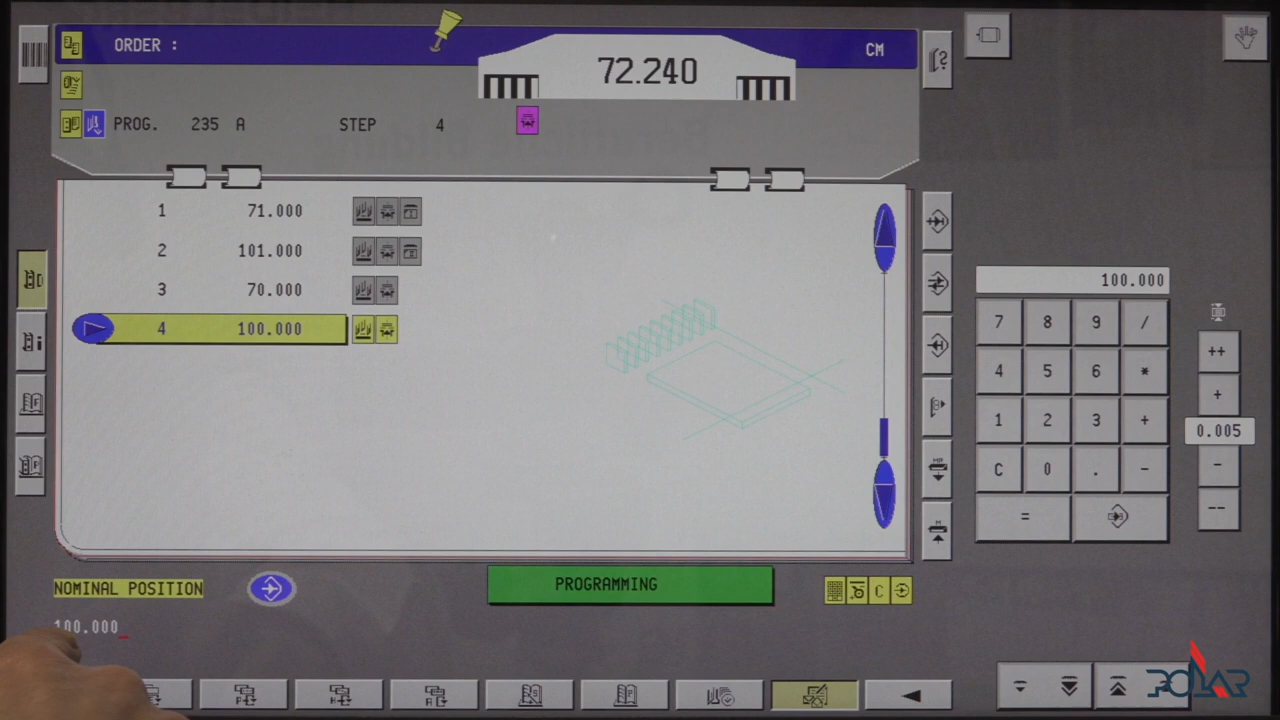 ORDER :
72.240
CM
PROG. 235 A STEP 4
1 71.000
2 101.000
3 70.000
4 100.000
100.000
7 8 9 /
4 5 6 *
1 2 3 +
C 0 . -
=
++
+
0.005
-
--
NOMINAL POSITION
PROGRAMMING
C
100.000
POLAR